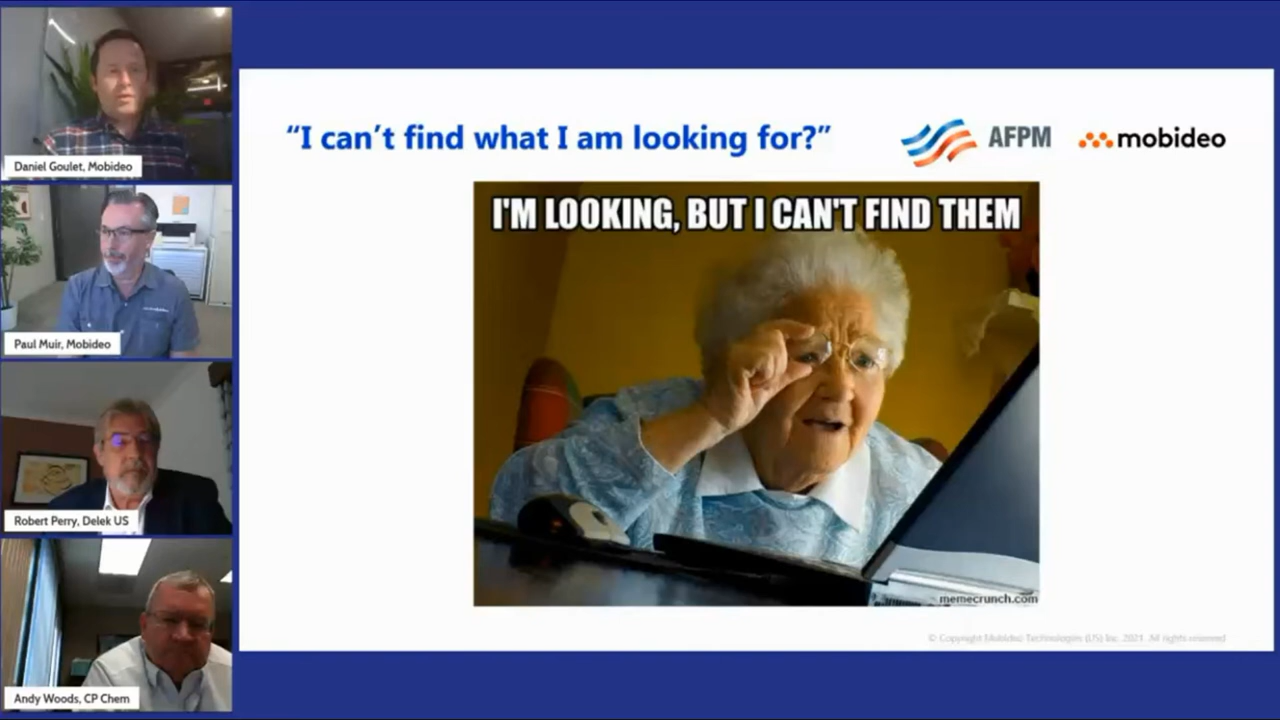 Daniel Goulet, Mobideo
Paul Muir, Mobideo
Robert Perry, Delek US
Andy Woods, CP Chem
“I can’t find what I am looking for?”
AFPM
mobideo
I'M LOOKING, BUT I CAN'T FIND THEM
memecrunch.com
© Copyright Mobideo Technologies (US) Inc. 2021. All rights reserved